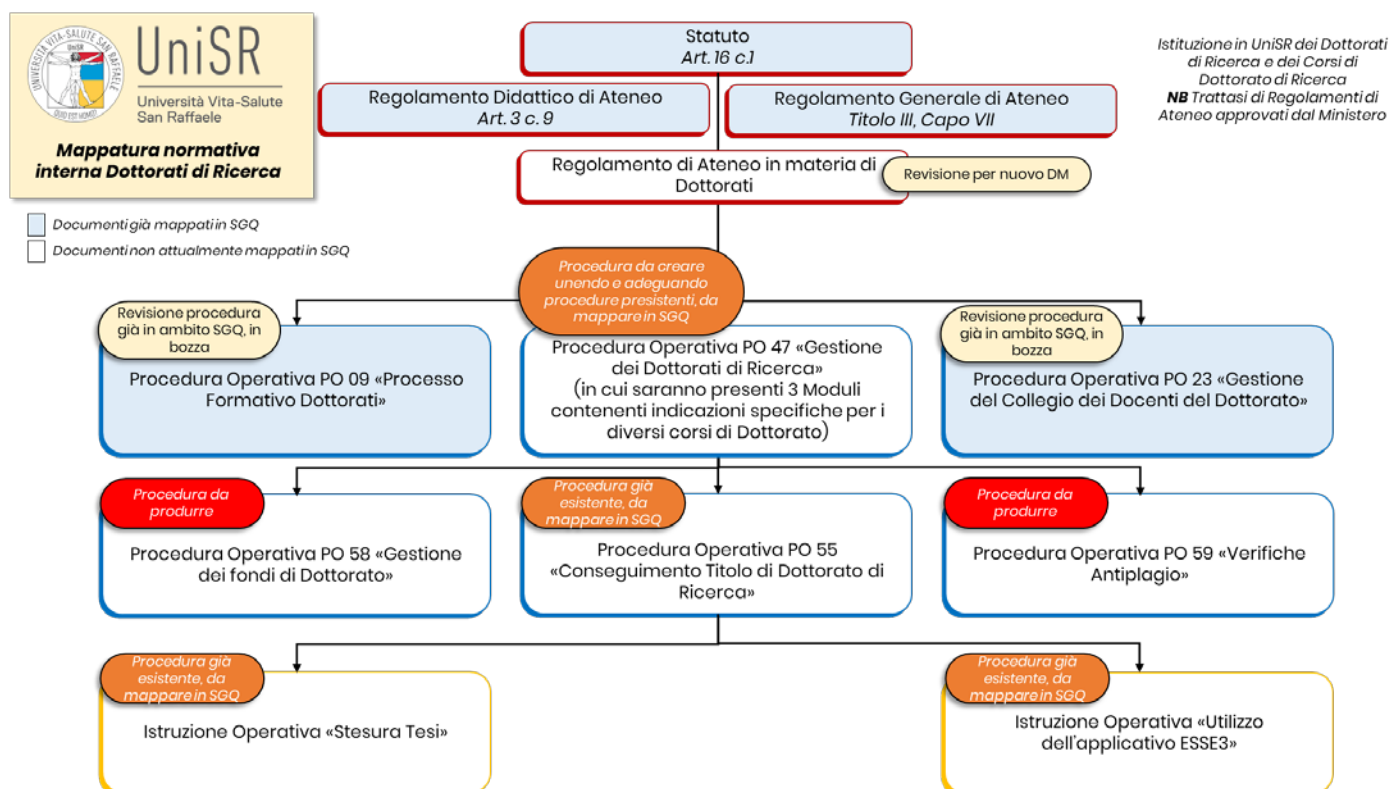 UNIVERSITÀ VITA-SALUTE SAN RAFFAELE
UniSR
QUID EST HOMO?
UniSR
Università Vita-Salute
San Raffaele
Mappatura normativa
interna Dottorati di Ricerca
Documenti già mappati in SGQ
Documenti non attualmente mappati in SGQ
Statuto
Art. 16 c.1
Regolamento Didattico di Ateneo
Art. 3 c. 9
Regolamento Generale di Ateneo
Titolo III, Capo VII
Istituzione in UniSR dei Dottorati
di Ricerca e dei Corsi di
Dottorato di Ricerca
NB Trattasi di Regolamenti di
Ateneo approvati dal Ministero
Regolamento di Ateneo in materia di
Dottorati
Revisione per nuovo DM
Procedura da creare
unendo e adeguando
procedure presistenti, da
mappare in SGQ
Revisione procedura
già in ambito SGQ, in
bozza
Procedura Operativa PO 09 «Processo
Formativo Dottorati»
Procedura Operativa PO 47 «Gestione
dei Dottorati di Ricerca»
(in cui saranno presenti 3 Moduli
contenenti indicazioni specifiche per i
diversi corsi di Dottorato)
Revisione procedura
già in ambito SGQ, in
bozza
Procedura Operativa PO 23 «Gestione
del Collegio dei Docenti del Dottorato»
Procedura da
produrre
Procedura Operativa PO 58 «Gestione
dei fondi di Dottorato»
Procedura già
esistente, da
mappare in SGQ
Procedura Operativa PO 55
«Conseguimento Titolo di Dottorato di
Ricerca»
Procedura da
produrre
Procedura Operativa PO 59 «Verifiche
Antiplagio»
Procedura già
esistente, da
mappare in SGQ
Istruzione Operativa «Stesura Tesi»
Procedura già
esistente, da
mappare in SGQ
Istruzione Operativa «Utilizzo
dell'applicativo ESSE3»